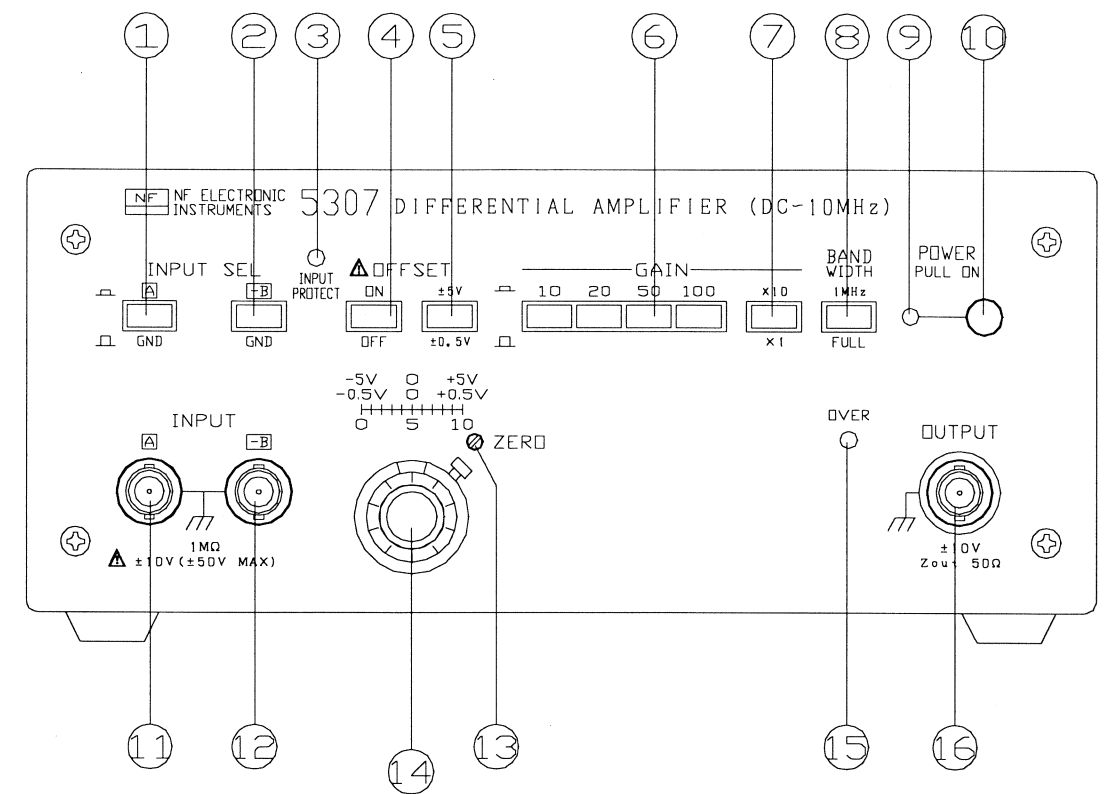 1 2 3 4 5 6 7 8 9 10
NF NF ELECTRONIC INSTRUMENTS 5307 DIFFERENTIAL AMPLIFIER (DC-10MHz)
INPUT SEL
A -B
GND GND
INPUT PROTECT
⚠ OFFSET
ON ±5V
OFF ±0.5V
GAIN
10 20 50 100 ×10
×1
BAND WIDTH
1MHz
FULL
POWER
PULL ON
-5V 0 +5V
-0.5V 0 +0.5V
0 5 10
ZERO
INPUT
A -B
1MΩ
⚠ ±10V (±50V MAX)
OVER
OUTPUT
±10V
Zout 50Ω
11 12 13 14 15 16